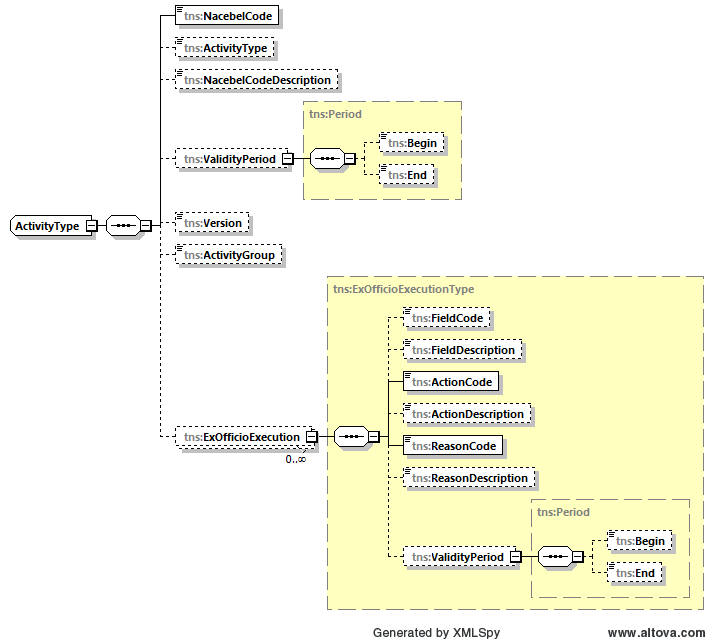 tns:NacebelCode
tns:ActivityType
tns:NacebelCodeDescription
tns:Period
tns:Begin
tns:ValidityPeriod
tns:End
ActivityType
tns:Version
tns:ActivityGroup
tns:ExOfficioExecutionType
tns:FieldCode
tns:FieldDescription
tns:ActionCode
tns:ActionDescription
tns:ExOfficioExecution
0..∞
tns:ReasonCode
tns:ReasonDescription
tns:Period
tns:Begin
tns:ValidityPeriod
tns:End
Generated by XMLSpy www.altova.com